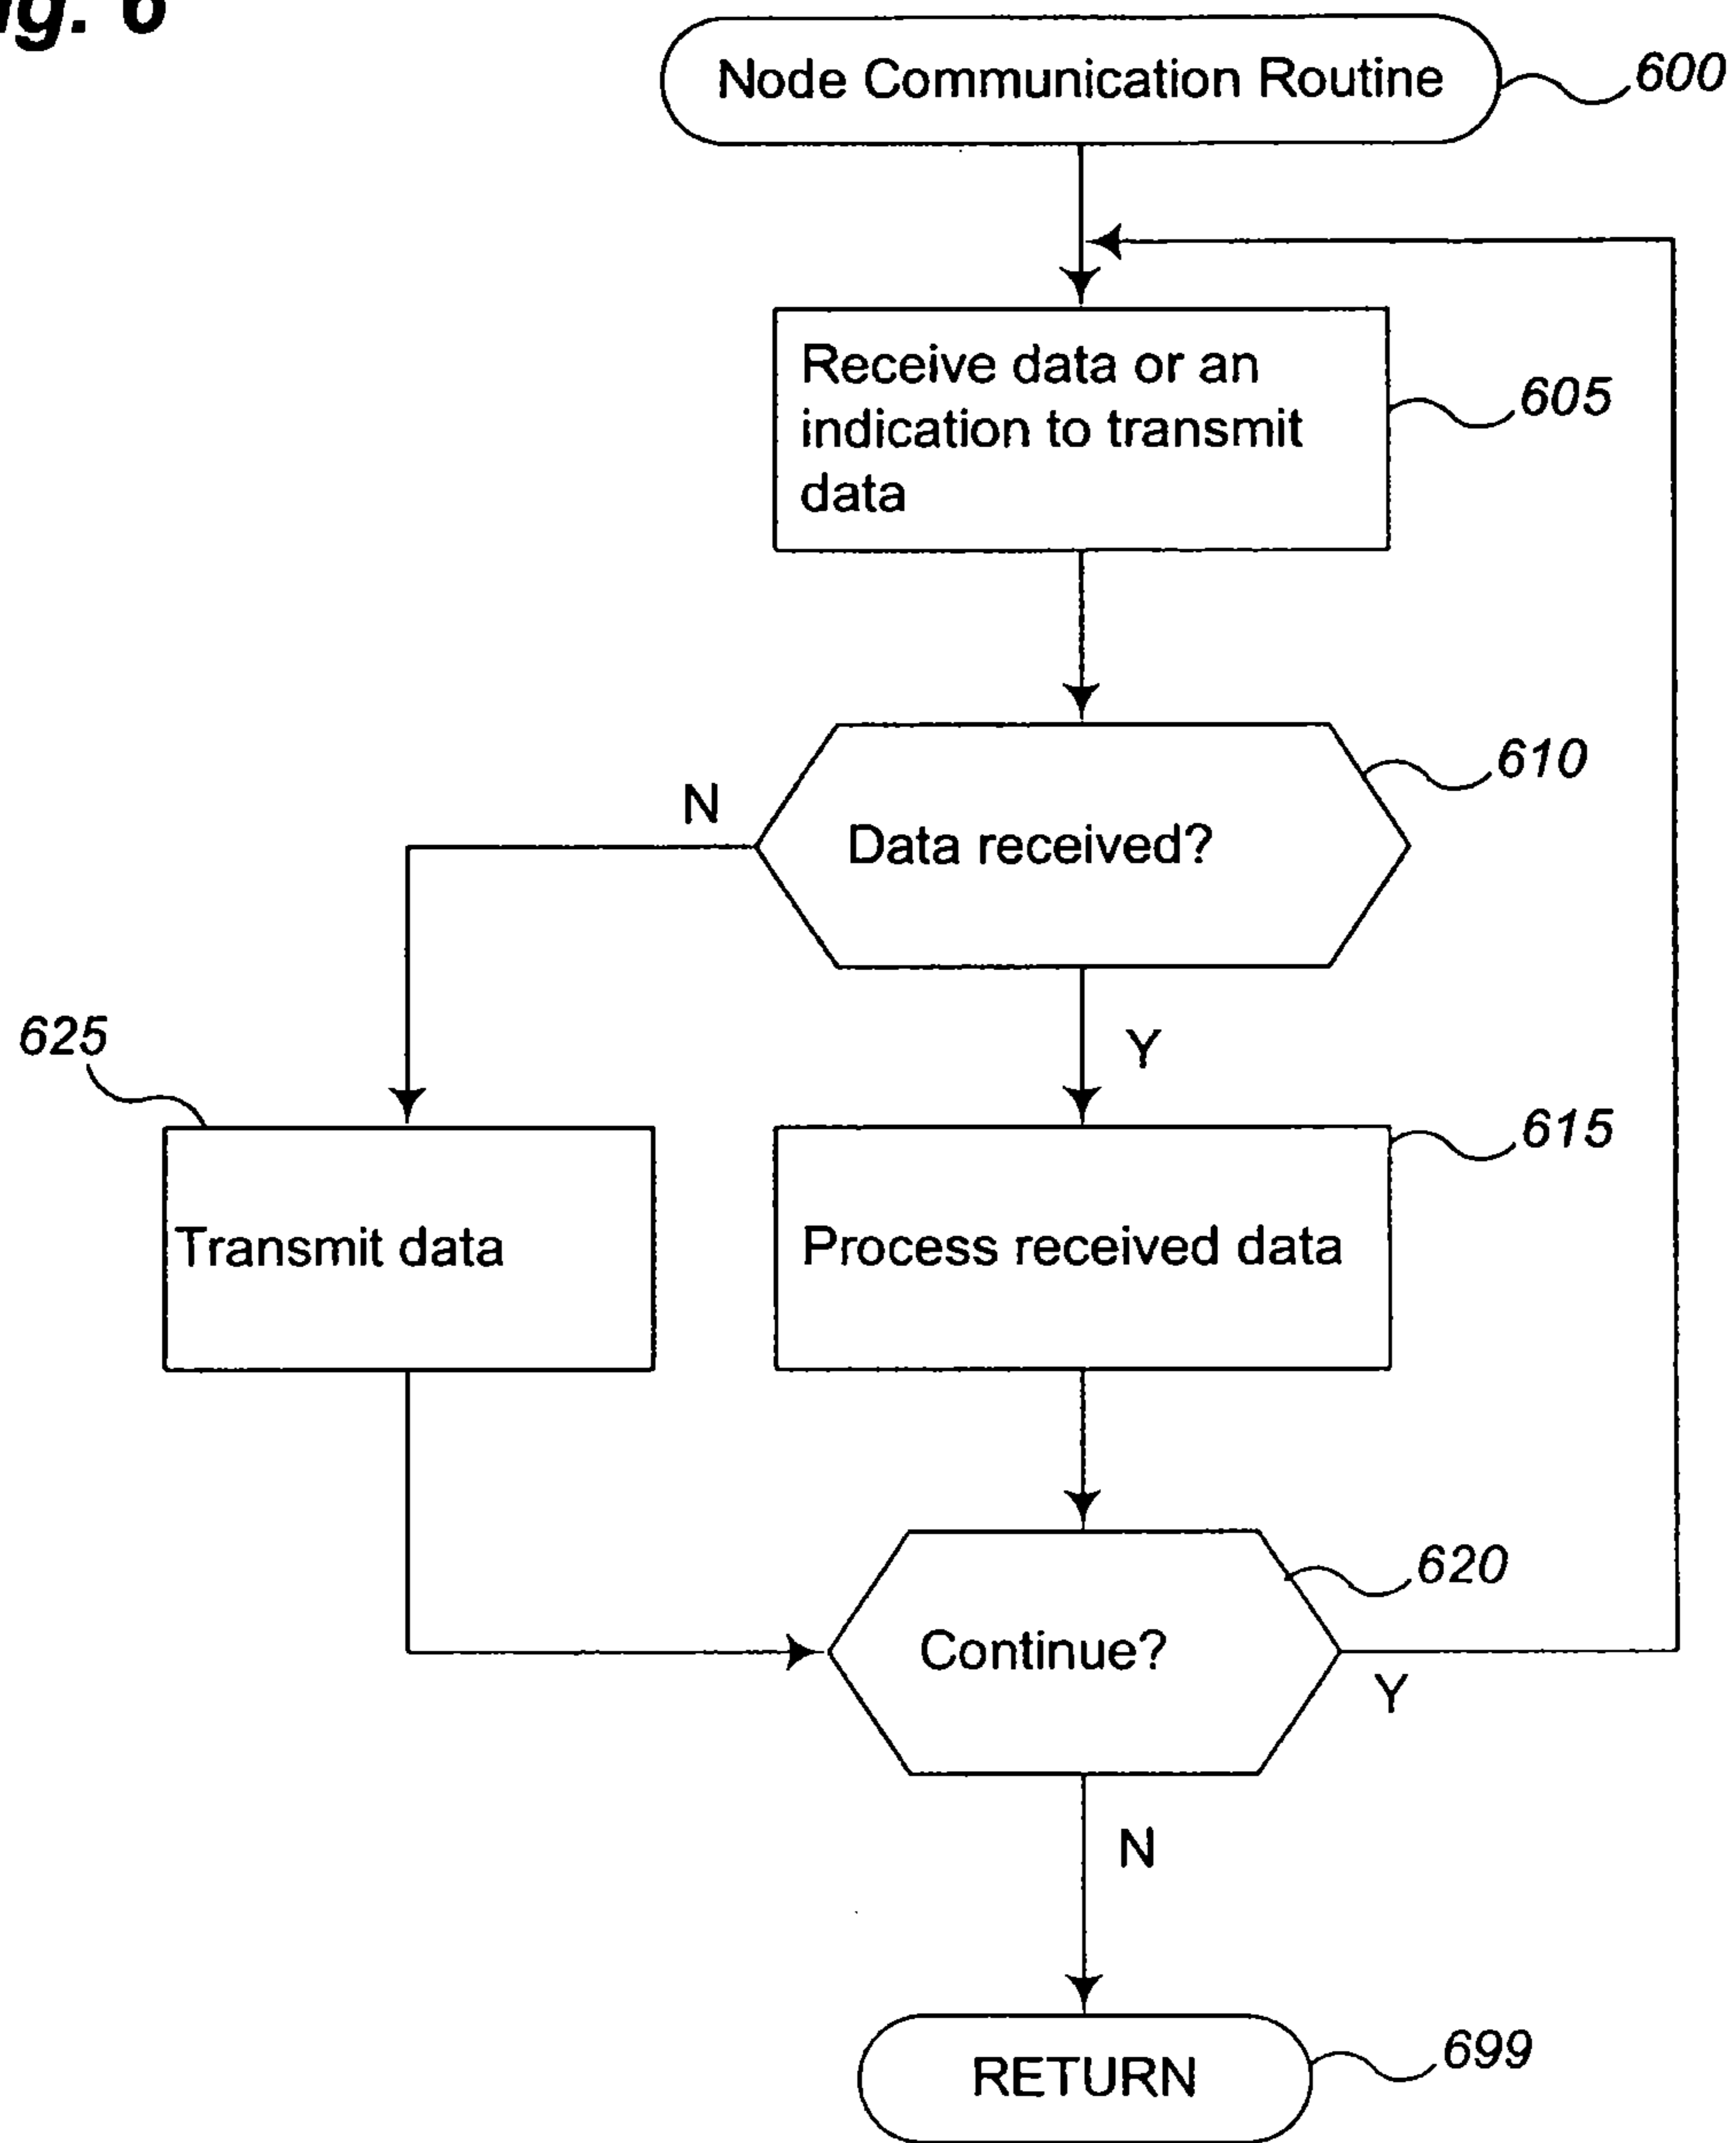 ig. 6
Node Communication Routine
600
Receive data or an
indication to transmit
data
605
610
N
Data received?
625
Y
615
Transmit data
Process received data
620
Continue?
Y
N
RETURN
699